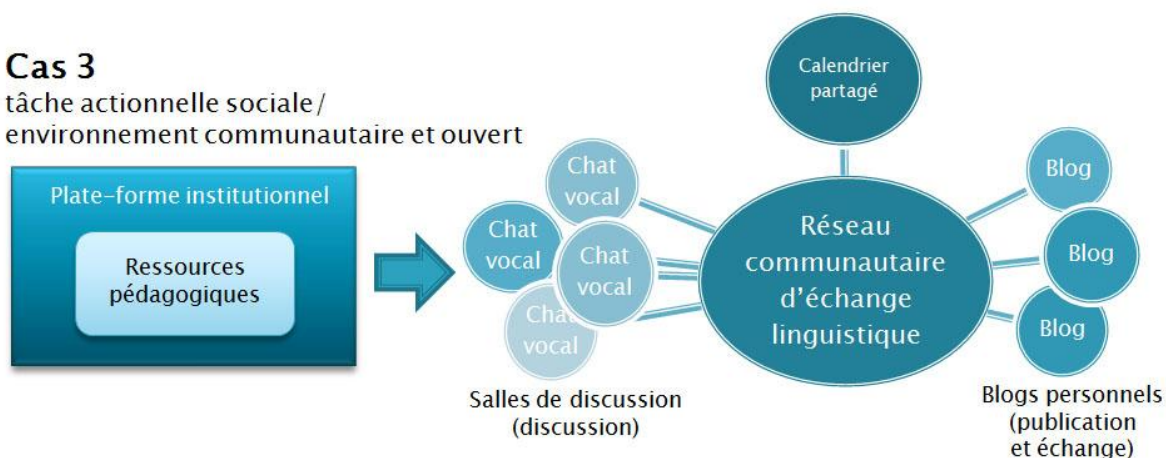 Cas 3
tâche actionnelle sociale/
environnement communautaire et ouvert
Plate-forme institutionnel
Ressources
pédagogiques
Chat
vocal
Chat
vocal
Chat
vocal
Chat
vocal
Salles de discussion
(discussion)
Calendrier
partagé
Réseau
communautaire
d'échange
linguistique
Blog
Blog
Blog
Blogs personnels
(publication
et échange)